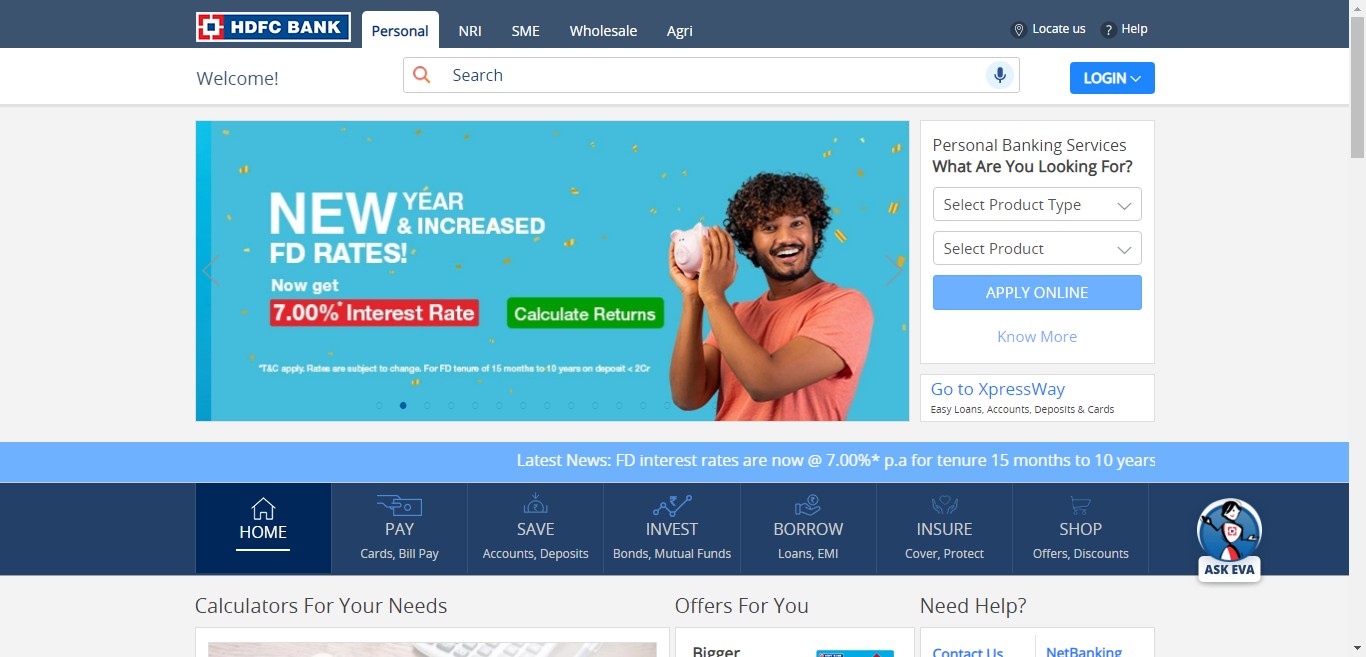 HDFC BANK
Personal
NRI
SME
Wholesale
Agri
Locate us
? Help
Welcome!
Search
LOGIN
NEW YEAR
& INCREASED
FD RATES!
Now get
7.00%* Interest Rate
Calculate Returns
*T&C apply. Rates are subject to change. For FD tenure of 15 months to 10 years on deposit < 2Cr
Personal Banking Services
What Are You Looking For?
Select Product Type
Select Product
APPLY ONLINE
Know More
Go to XpressWay
Easy Loans, Accounts, Deposits & Cards
Latest News: FD interest rates are now @ 7.00%* p.a for tenure 15 months to 10 years
HOME
PAY
Cards, Bill Pay
SAVE
Accounts, Deposits
INVEST
Bonds, Mutual Funds
BORROW
Loans, EMI
INSURE
Cover, Protect
SHOP
Offers, Discounts
ASK EVA
Calculators For Your Needs
Offers For You
Need Help?
Bigger
HDFC BANK
Contact Us
NetBanking